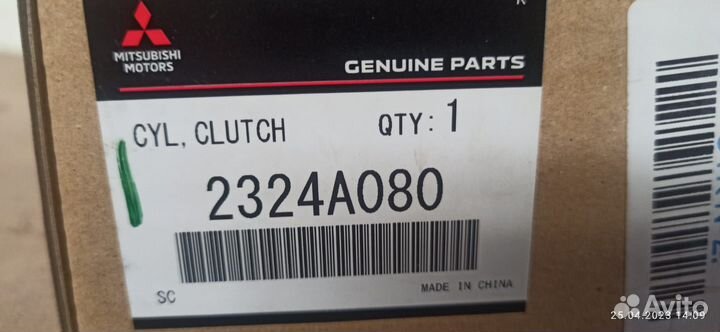 MITSUBISHI
MOTORS
GENUINE PARTS
CYL, CLUTCH QTY: 1
2324A080
SC MADE IN CHINA
Avito
25.04.2023 14:09